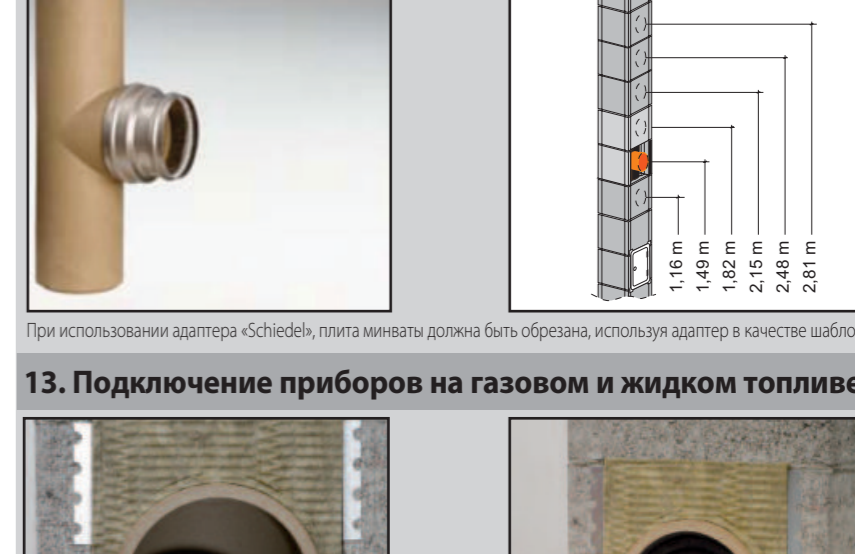 1,16 m
1,49 m
1,82 m
2,15 m
2,48 m
2,81 m
При использовании адаптера «Schiedel», плита минваты должна быть обрезана, используя адаптер в качестве
13. Подключение приборов на газовом и жидком топливе